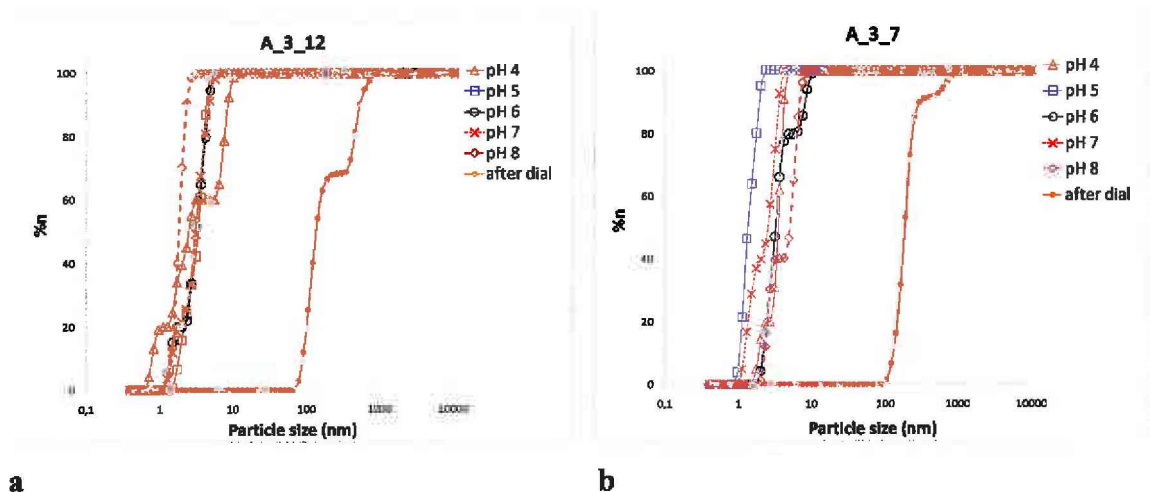 A_3_12
100
80
60
40
20
%n
0,1
1
10
100
Particle size (nm)
pH 4
pH 5
pH 6
pH 7
pH 8
after dial
a
A_3_7
100
80
60
40
20
0
%n
0,1
1
10
100
1000
10000
Particle size (nm)
pH 4
pH 5
pH 6
pH 7
pH 8
after dial
b